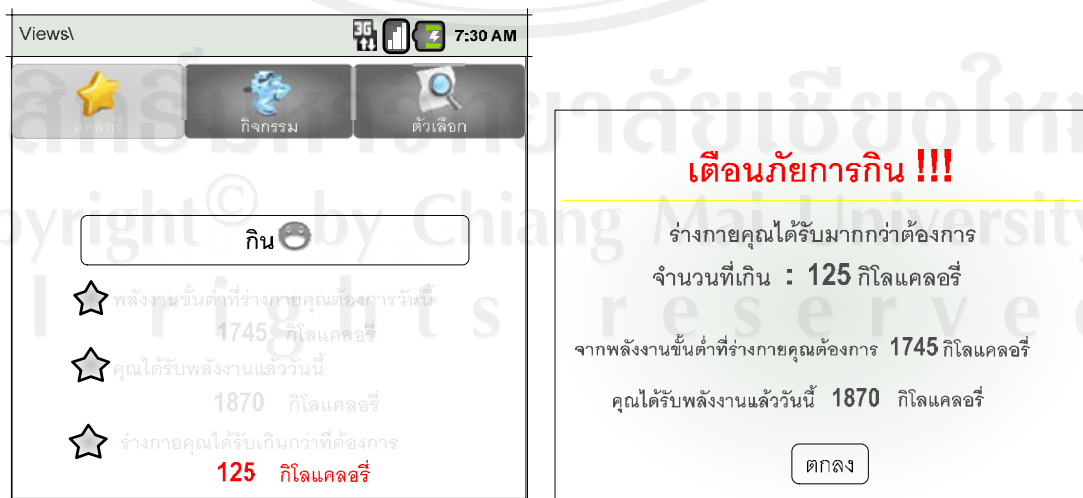 Views\
3G
7:30 AM
แคลอรี่
กิจกรรม
ตัวเลือก
กิน
พลังงานขั้นต่ำที่ร่างกายคุณต้องการวันนี้
1745 กิโลแคลอรี่
คุณได้รับพลังงานแล้ววันนี้
1870 กิโลแคลอรี่
ร่างกายคุณได้รับเกินกว่าที่ต้องการ
125 กิโลแคลอรี่
เตือนภัยการกิน !!!
ร่างกายคุณได้รับมากกว่าต้องการ
จำนวนที่เกิน : 125 กิโลแคลอรี่
จากพลังงานขั้นต่ำที่ร่างกายคุณต้องการ 1745 กิโลแคลอรี่
คุณได้รับพลังงานแล้ววันนี้ 1870 กิโลแคลอรี่
ตกลง
by Chiang Mai University
rights reserve